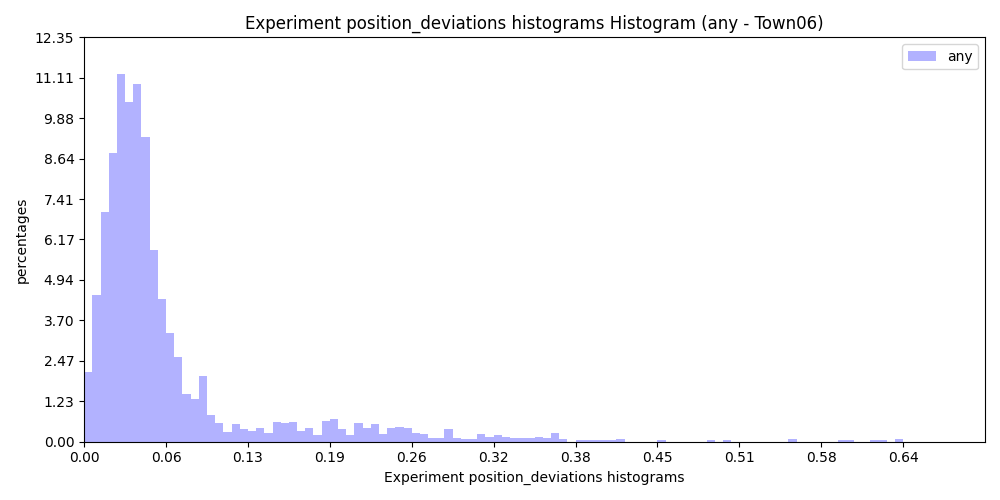 Experiment position_deviations histograms Histogram (any - Town06)
12.35
11.11
9.88
8.64
7.41
6.17
4.94
3.70
2.47
1.23
0.00
percentages
any
0.00 0.06 0.13 0.19 0.26 0.32 0.38 0.45 0.51 0.58 0.64
Experiment position_deviations histograms